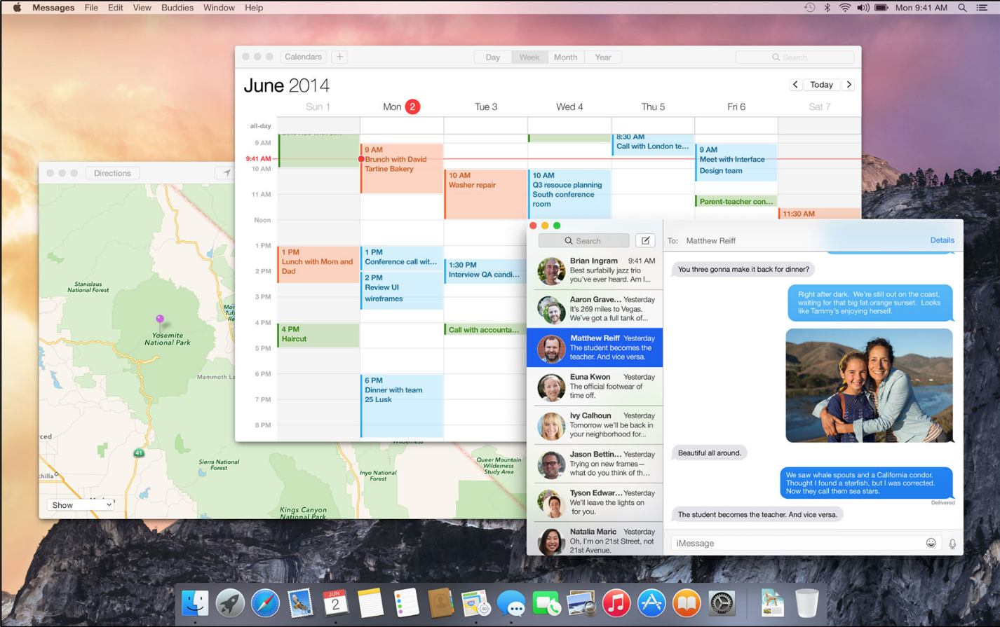 Messages File Edit View Buddies Window Help
Mon 9:41 AM
Calendars +
Day Week Month Year
Search
June 2014
Today
Sun 1 Mon 2 Tue 3 Wed 4 Thu 5 Fri 6 Sat 7
all-day
9 AM
9:41 AM
10 AM
11 AM
Noon
1 PM
2 PM
3 PM
4 PM
5 PM
6 PM
7 PM
8 PM
1 PM
Lunch with Mom and
Dad
4 PM
Haircut
9 AM
Brunch with David
Tartine Bakery
1 PM
Conference call wit...
2 PM
Review UI
wireframes
6 PM
Dinner with team
25 Lusk
10 AM
Washer repair
1:30 PM
Interview QA candi...
Call with accounta...
10 AM
Q3 resouce planning
South conference
room
8:30 AM
Call with London te...
9 AM
Meet with Interface
Design team
Parent-teacher con...
11:30 AM
Directions
Stanislaus
National Forest
Yosemite
National Park
Mammoth
41
Sierra National
Forest
Inyo National
Forest
Queer Mountain
Wilderness
Study Area
Wilderness
Kings Canyon
National Park
Show
Search
Brian Ingram 9:41 AM
Best surfabilly jazz trio
you've ever heard. Am I...
Aaron Grave... Yesterday
It's 269 miles to Vegas.
We've got a full tank of...
Matthew Reiff Yesterday
The student becomes the
teacher. And vice versa.
Euna Kwon Yesterday
The official footwear of
time off.
Ivy Calhoun Yesterday
Tomorrow we'll be back in
your neighborhood for...
Jason Bettin... Yesterday
Trying on new frames—
what do you think of th...
Tyson Edwar... Yesterday
We'll leave the lights on
for you.
Natalia Maric Yesterday
Oh, I'm on 21st Street, not
21st Avenue.
To: Matthew Reiff
Details
You three gonna make it back for dinner?
Right after dark. We're still out on the coast,
waiting for that big fat orange sunset. Looks
like Tammy's enjoying herself.
Beautiful all around.
We saw whale spouts and a California condor.
Thought I found a starfish, but I was corrected.
Now they call them sea stars.
Delivered
The student becomes the teacher. And vice versa.
iMessage
JUN
2
3D